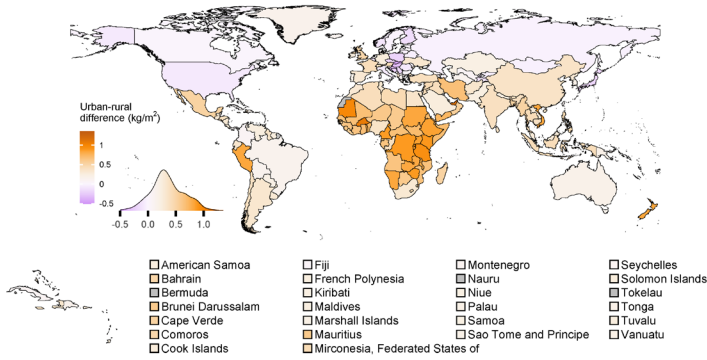 Urban-rural
difference (kg/m²)
1.0
0.5
0
-0.5
-0.5 0.0 0.5 1.0
American Samoa
Bahrain
Bermuda
Brunei Darussalam
Cape Verde
Comoros
Cook Islands
Fiji
French Polynesia
Kiribati
Maldives
Marshall Islands
Mauritius
Mirconesia, Federated States of
Montenegro
Nauru
Niue
Palau
Samoa
Sao Tome and Principe
Seychelles
Solomon Islands
Tokelau
Tonga
Tuvalu
Vanuatu